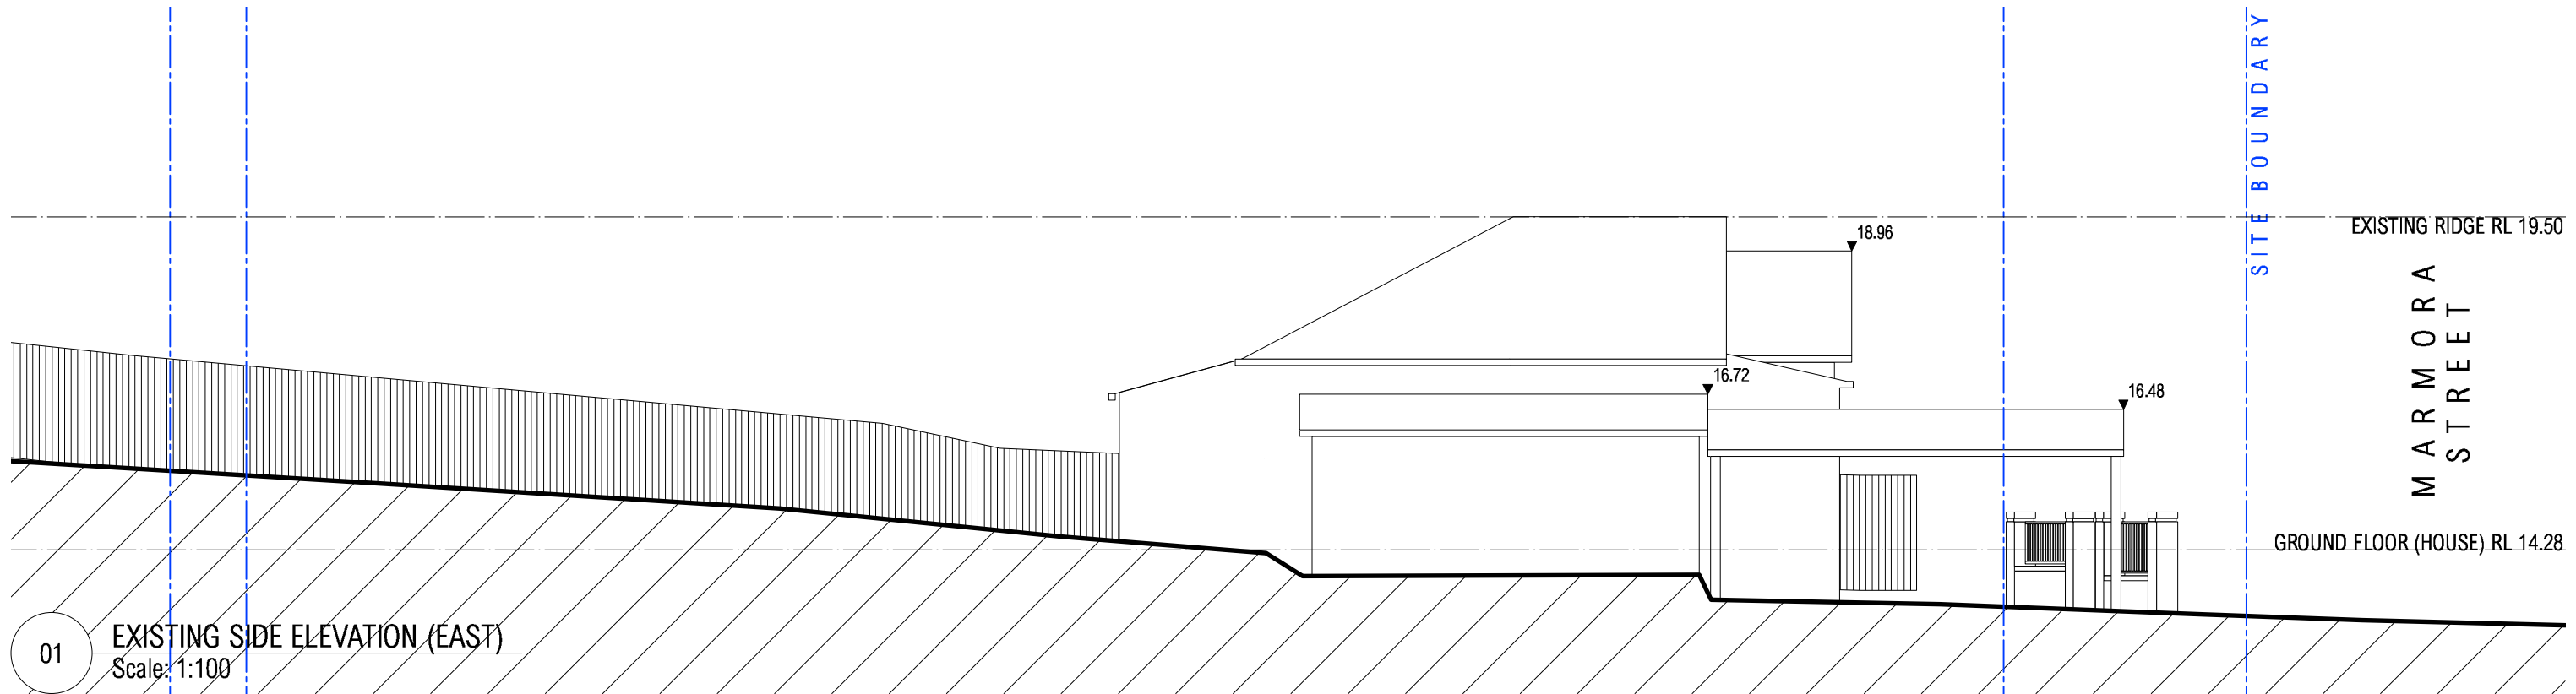 SITE BOUNDARY
EXISTING RIDGE RL 19.50
18.96
MARMORA
STREET
16.72
16.48
GROUND FLOOR (HOUSE) RL 14.28
01
EXISTING SIDE ELEVATION (EAST)
Scale: 1:100